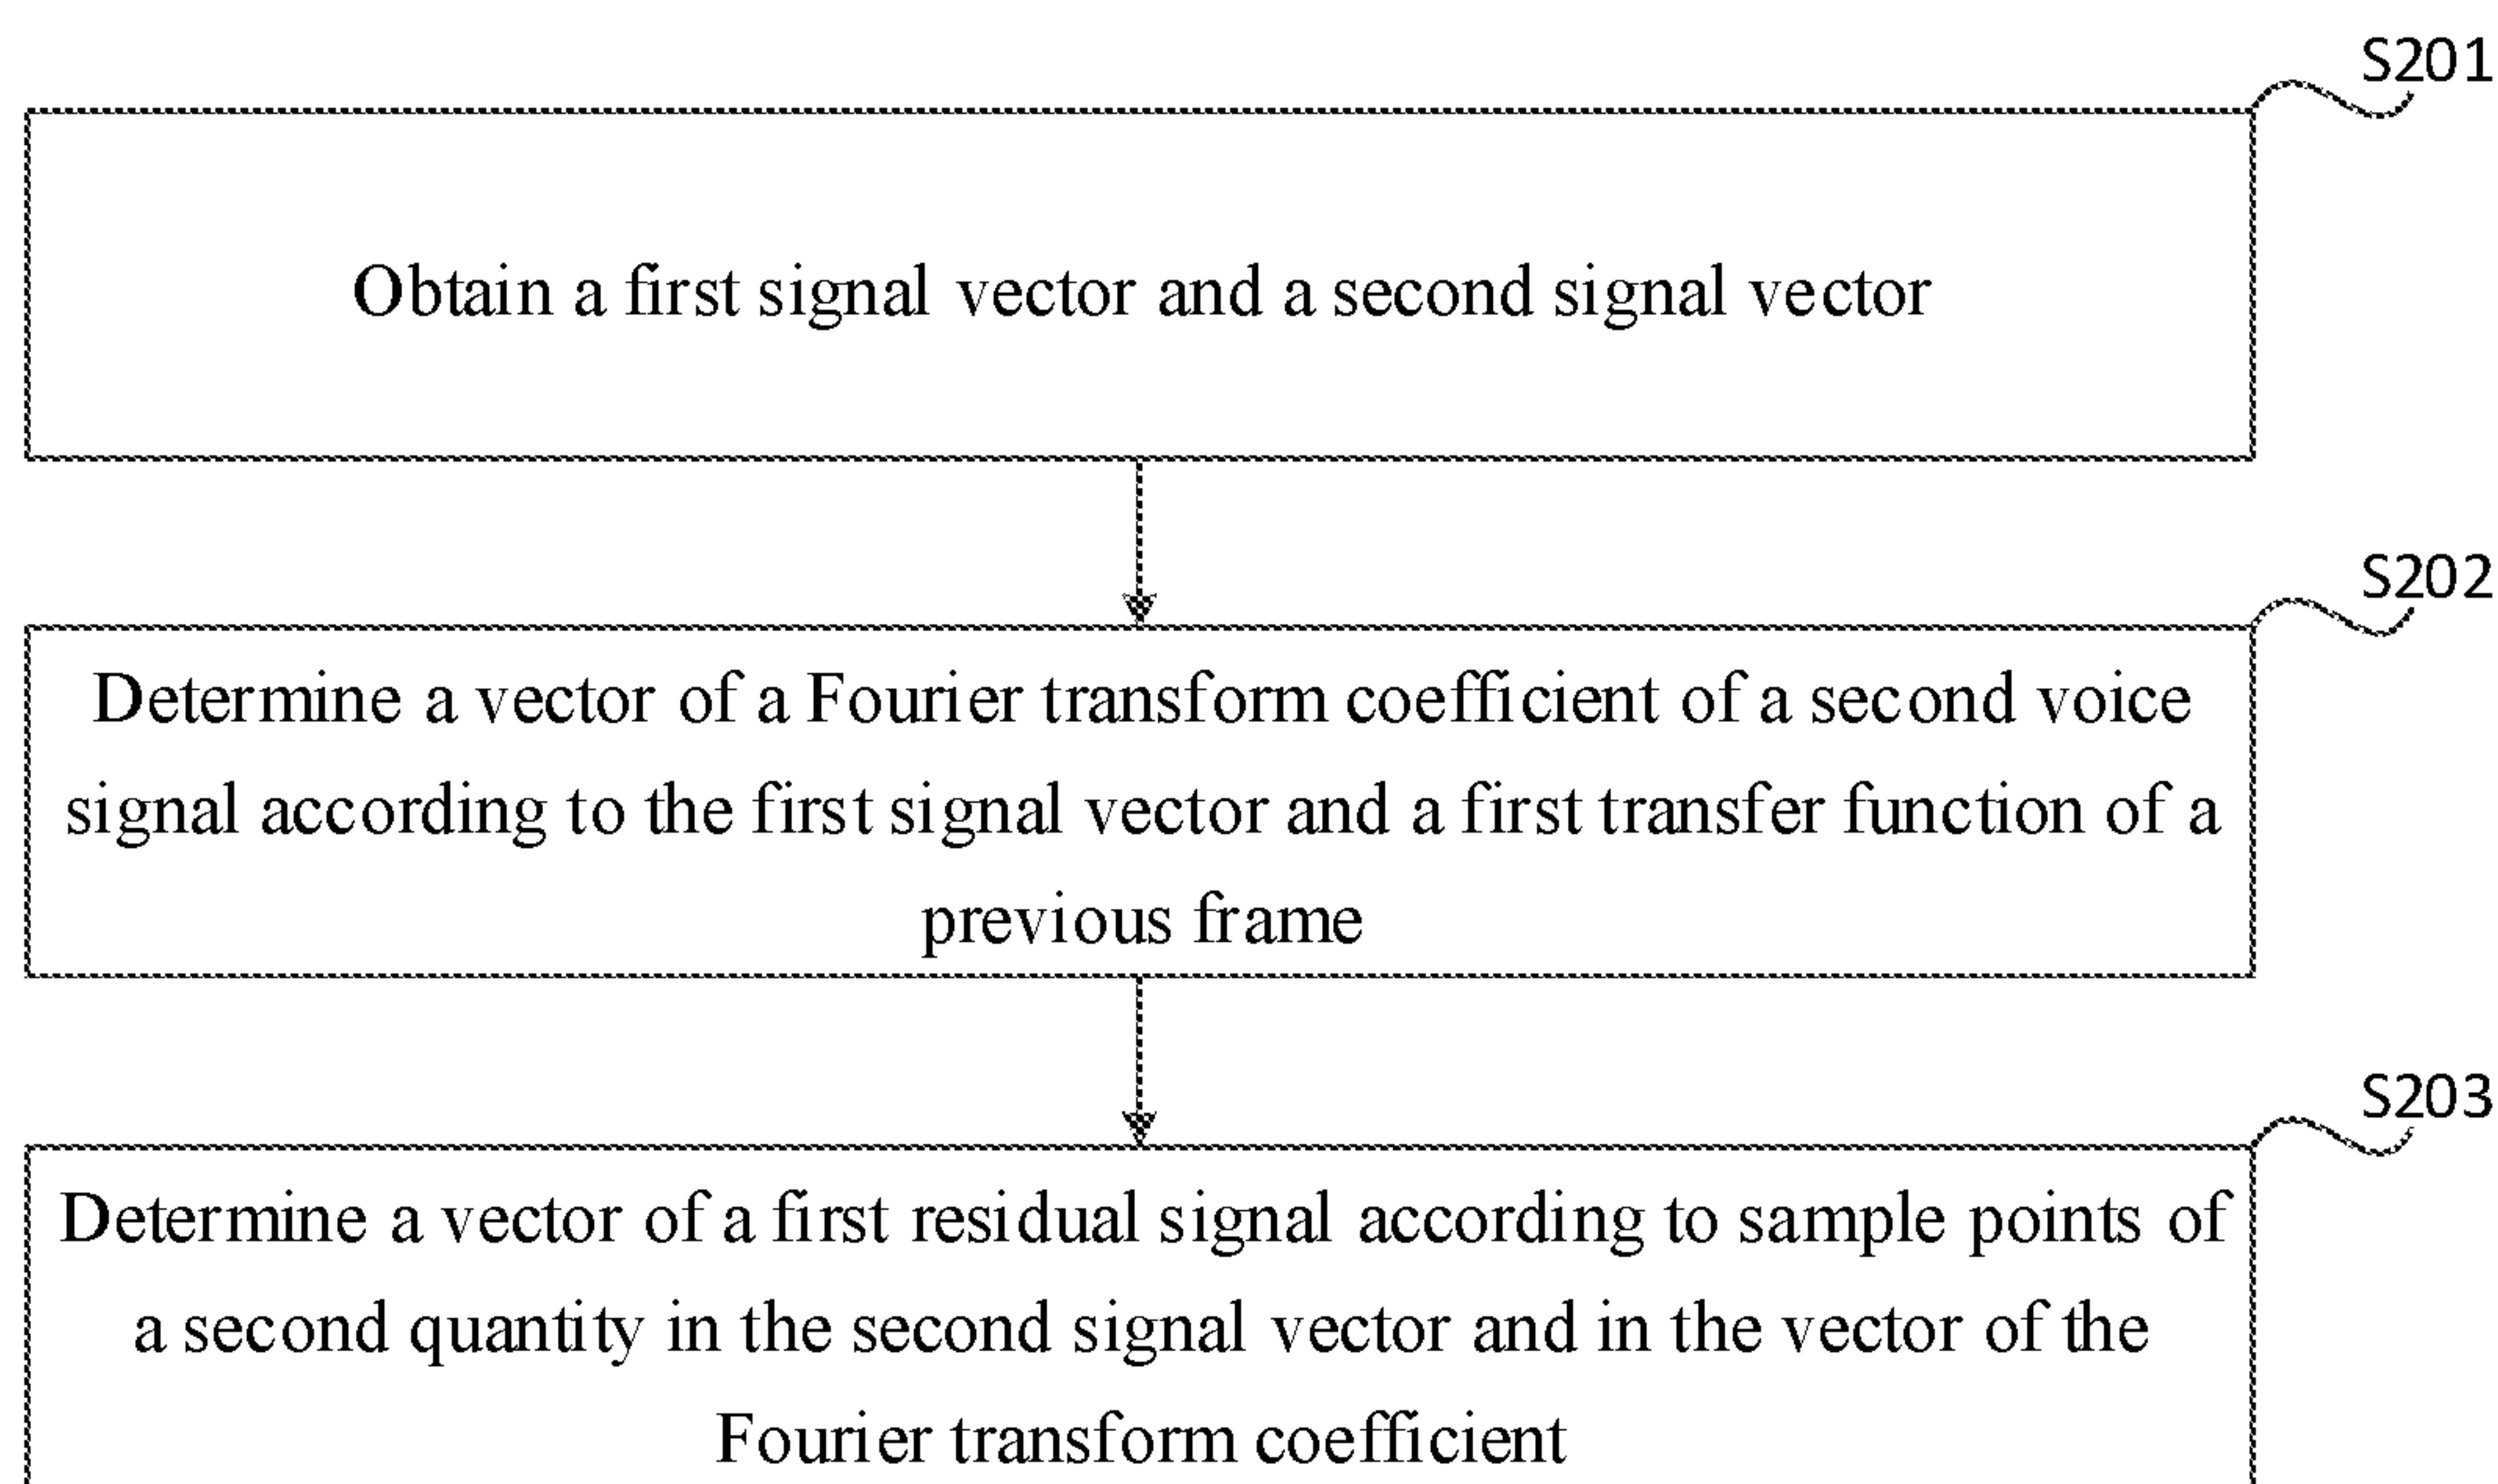 S201
Obtain a first signal vector and a second signal vector
S202
Determine a vector of a Fourier transform coefficient of a second voice
signal according to the first signal vector and a first transfer function of a
previous frame
S203
Determine a vector of a first residual signal according to sample points of
a second quantity in the second signal vector and in the vector of the
Fourier transform coefficient